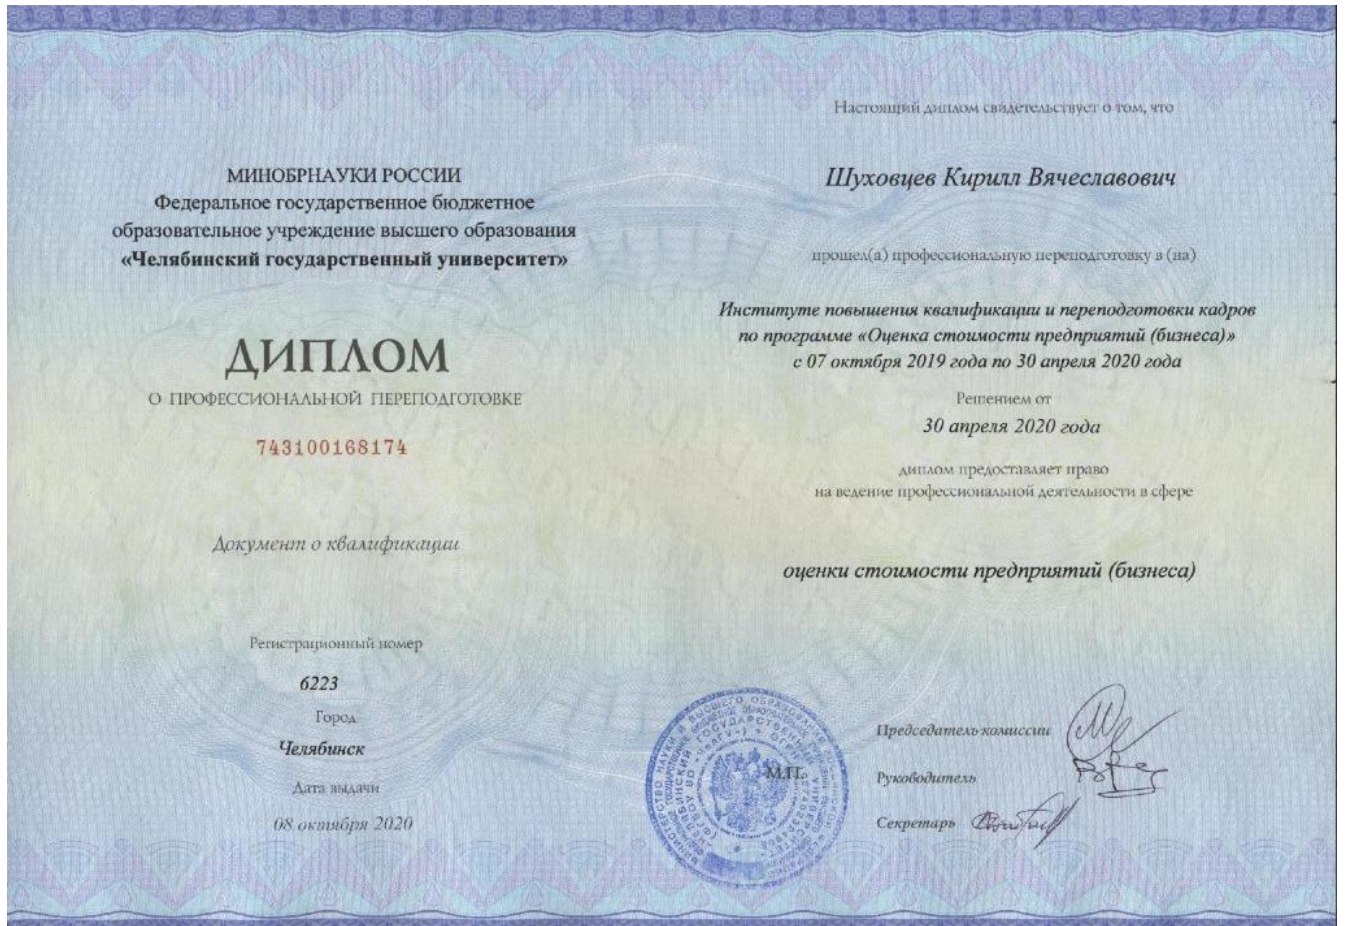 МИНОБРНАУКИ РОССИИ
Федеральное государственное бюджетное
образовательное учреждение высшего образования
«Челябинский государственный университет»
ДИПЛОМ
О ПРОФЕССИОНАЛЬНОЙ ПЕРЕПОДГОТОВКЕ
743100168174
Документ о квалификации
Регистрационный номер
6223
Город
Челябинск
Дата выдачи
08 октября 2020
Настоящий диплом свидетельствует о том, что
Шуховцев Кирилл Вячеславович
прошел(а) профессиональную переподготовку в (на)
Институте повышения квалификации и переподготовки кадров
по программе «Оценка стоимости предприятий (бизнеса)»
с 07 октября 2019 года по 30 апреля 2020 года
Решением от
30 апреля 2020 года
диплом предоставляет право
на ведение профессиональной деятельности в сфере
оценки стоимости предприятий (бизнеса)
М.П.
Председатель комиссии
Руководитель
Секретарь